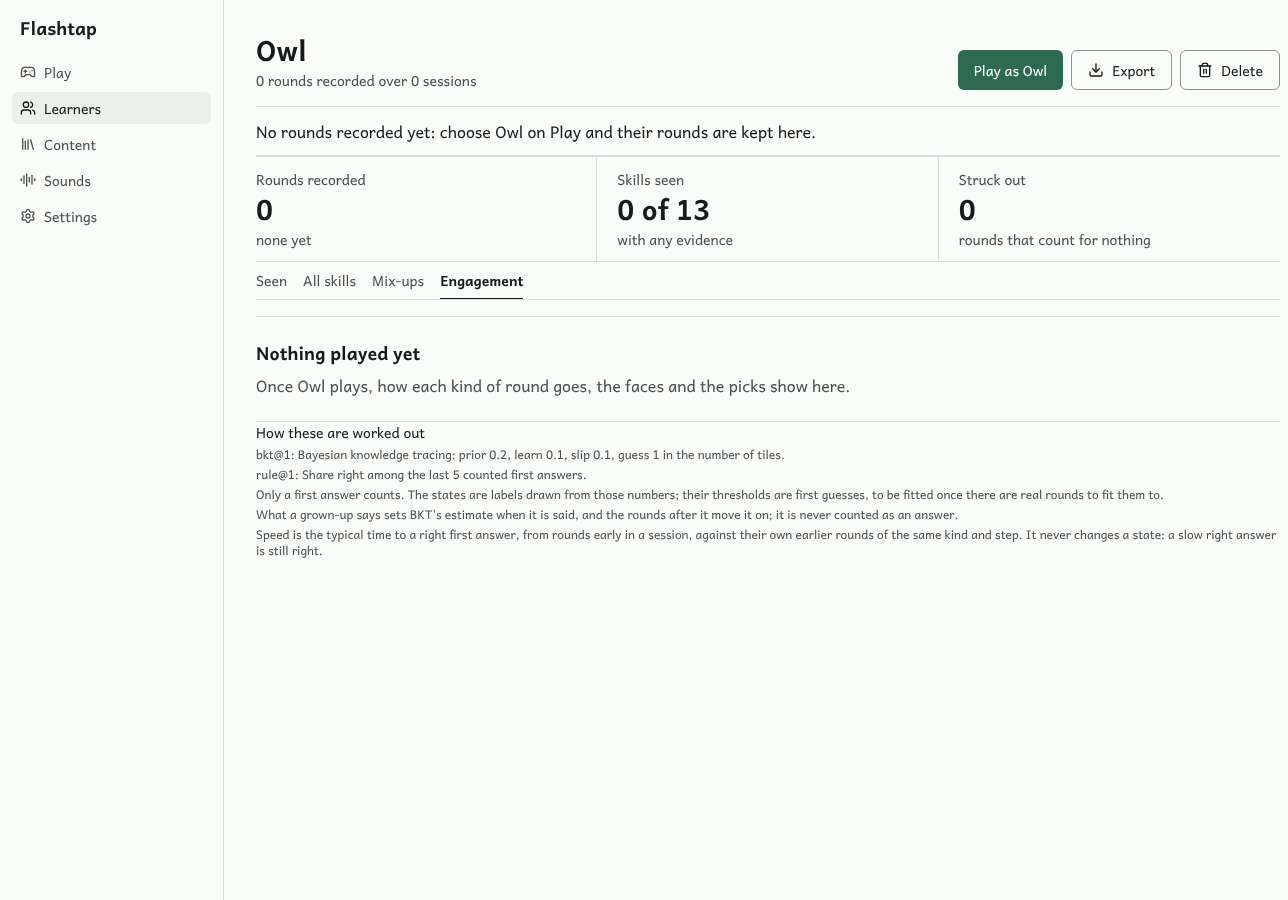 Flashtap
Play
Learners
Content
Sounds
Settings
Owl
0 rounds recorded over 0 sessions
Play as Owl
Export
Delete
No rounds recorded yet: choose Owl on Play and their rounds are kept here.
Rounds recorded
0
none yet
Skills seen
0 of 13
with any evidence
Struck out
0
rounds that count for nothing
Seen
All skills
Mix-ups
Engagement
Nothing played yet
Once Owl plays, how each kind of round goes, the faces and the picks show here.
How these are worked out
bkt@1: Bayesian knowledge tracing: prior 0.2, learn 0.1, slip 0.1, guess 1 in the number of tiles.
rule@1: Share right among the last 5 counted first answers.
Only a first answer counts. The states are labels drawn from those numbers; their thresholds are first guesses, to be fitted once there are real rounds to fit them to.
What a grown-up says sets BKT's estimate when it is said, and the rounds after it move it on; it is never counted as an answer.
Speed is the typical time to a right first answer, from rounds early in a session, against their own earlier rounds of the same kind and step. It never changes a state: a slow right answer
is still right.